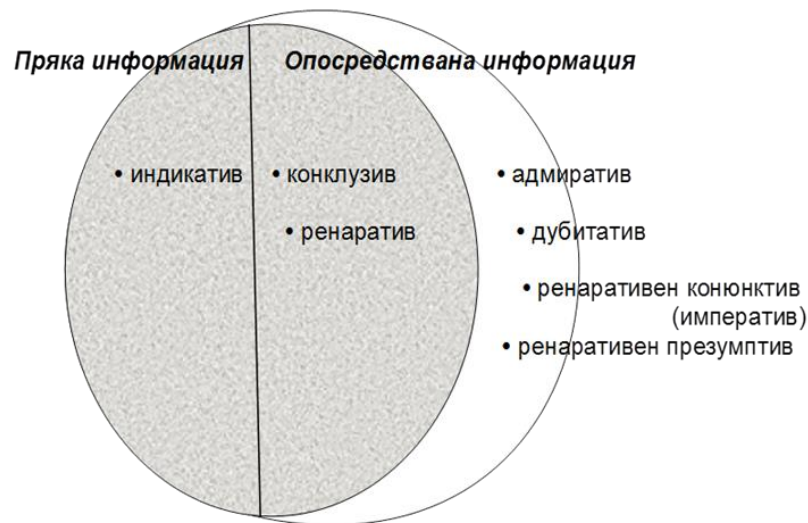 Пряка информация Опосредствана информация
• индикатив • конклузив • адмиратив
• ренаратив • дубитатив
• ренаративен конюнктив
(императив)
• ренаративен презумптив